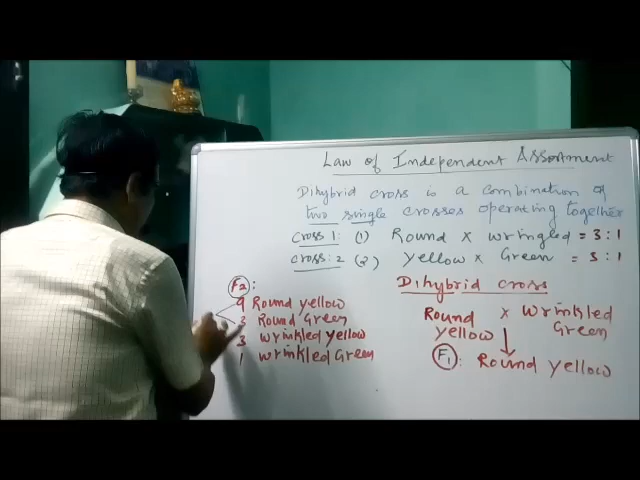 Law of Independent Assortment
Dihybrid cross is a combination of
two single crosses operating together
cross 1: (1) Round x wringled = 3:1
cross: 2 (2) Yellow x Green = 3:1
F2:
9 Round yellow
3 Round Green
3 wrinkled yellow
1 wrinkled Green
Dihybrid cross
Round yellow x wrinkled Green
F1: Round yellow